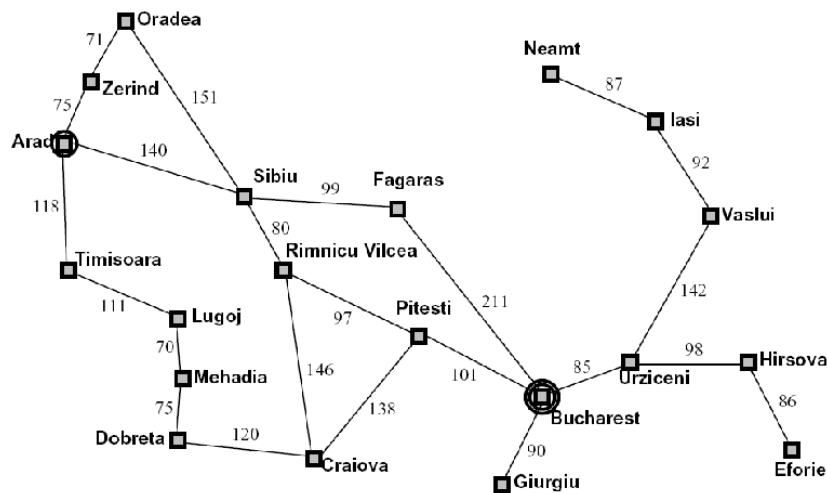 Oradea
71
Neamt
87
Zerind
151
75
Iasi
Arad
140
92
Sibiu
99
Fagaras
118
80
Vaslui
Timisoara
Rimnicu Vilcea
111
142
211
Lugoj
97
Pitesti
70
98
Hirsova
146
85
Mehadia
101
Urziceni
75
138
86
Bucharest
120
Dobreta
90
Craiova
Eforie
Giurgiu